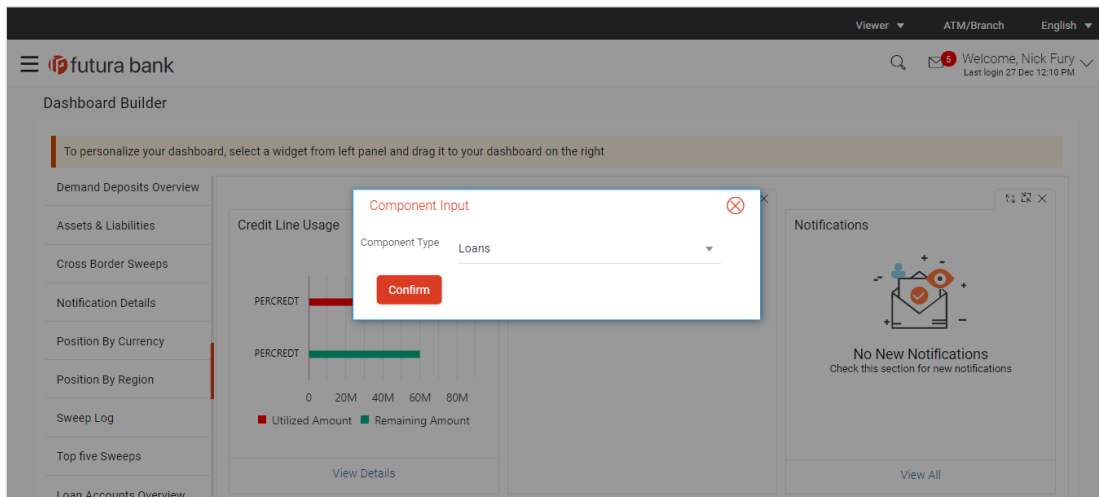 Viewer ATM/Branch English
futura bank
5
Welcome, Nick Fury
Last login 27 Dec 12:10 PM
Dashboard Builder
To personalize your dashboard, select a widget from left panel and drag it to your dashboard on the right
Demand Deposits Overview
Assets & Liabilities
Cross Border Sweeps
Notification Details
Position By Currency
Position By Region
Sweep Log
Top five Sweeps
Loan Accounts Overview
Credit Line Usage
PERCREDT
PERCREDT
0 20M 40M 60M 80M
Utilized Amount Remaining Amount
View Details
Component Input
Component Type Loans
Confirm
Notifications
No New Notifications
Check this section for new notifications
View All